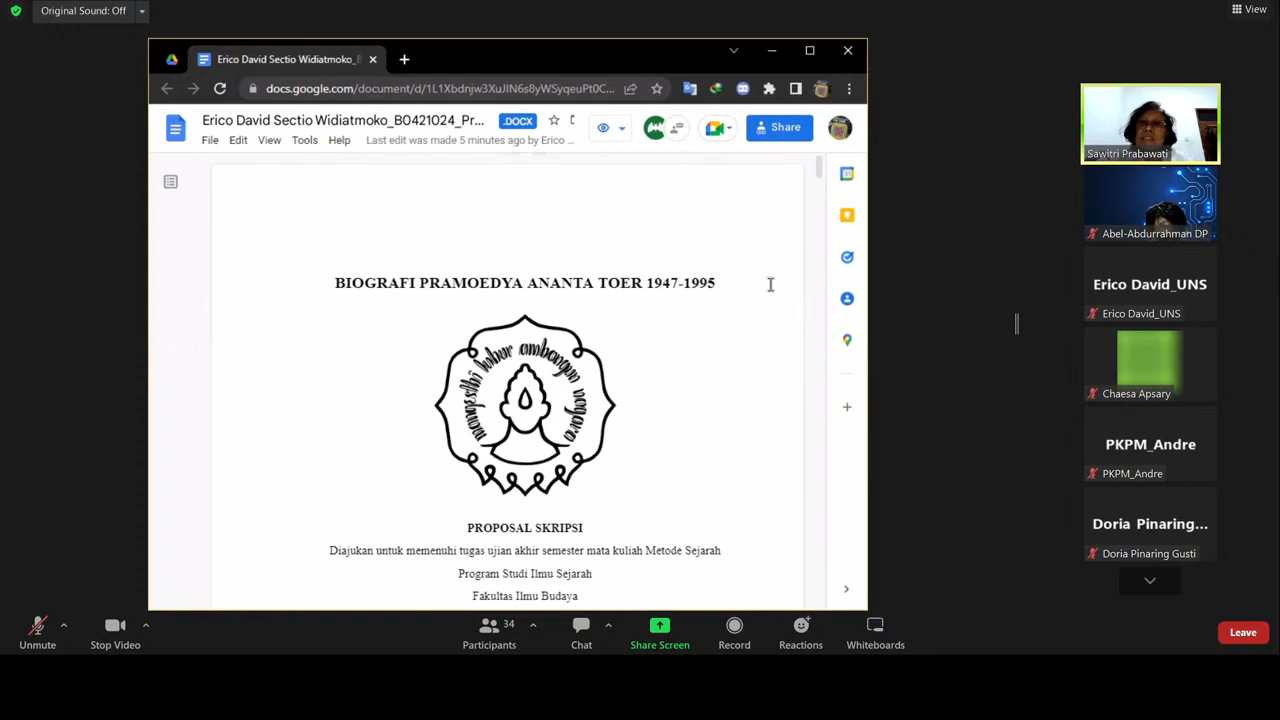 Original Sound: Off
View
Erico David Sectio Widiatmoko_B
docs.google.com/document/d/1L1Xbdnjw3XuJIN6s8yWSyqeuPt0C...
Erico David Sectio Widiatmoko_B0421024_Pr...
.DOCX
Share
File Edit View Tools Help Last edit was made 5 minutes ago by Erico ...
BIOGRAFI PRAMOEDYA ANANTA TOER 1947-1995
PROPOSAL SKRIPSI
Diajukan untuk memenuhi tugas ujian akhir semester mata kuliah Metode Sejarah
Program Studi Ilmu Sejarah
Fakultas Ilmu Budaya
Sawitri Prabawati
Abel-Abdurrahman DP
Erico David_UNS
Erico David_UNS
Chaesa Apsary
PKPM_Andre
PKPM_Andre
Doria Pinaring...
Doria Pinaring Gusti
34
Unmute Stop Video Participants Chat Share Screen Record Reactions Whiteboards
Leave